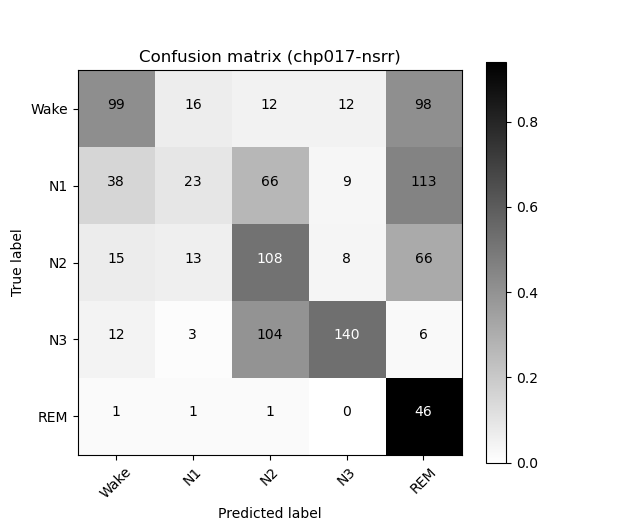 Confusion matrix (chp017-nsrr)
Wake 99 16 12 12 98
N1 38 23 66 9 113
N2 15 13 108 8 66
N3 12 3 104 140 6
REM 1 1 1 0 46
Wake N1 N2 N3 REM
True label
Predicted label
0.8
0.6
0.4
0.2
0.0